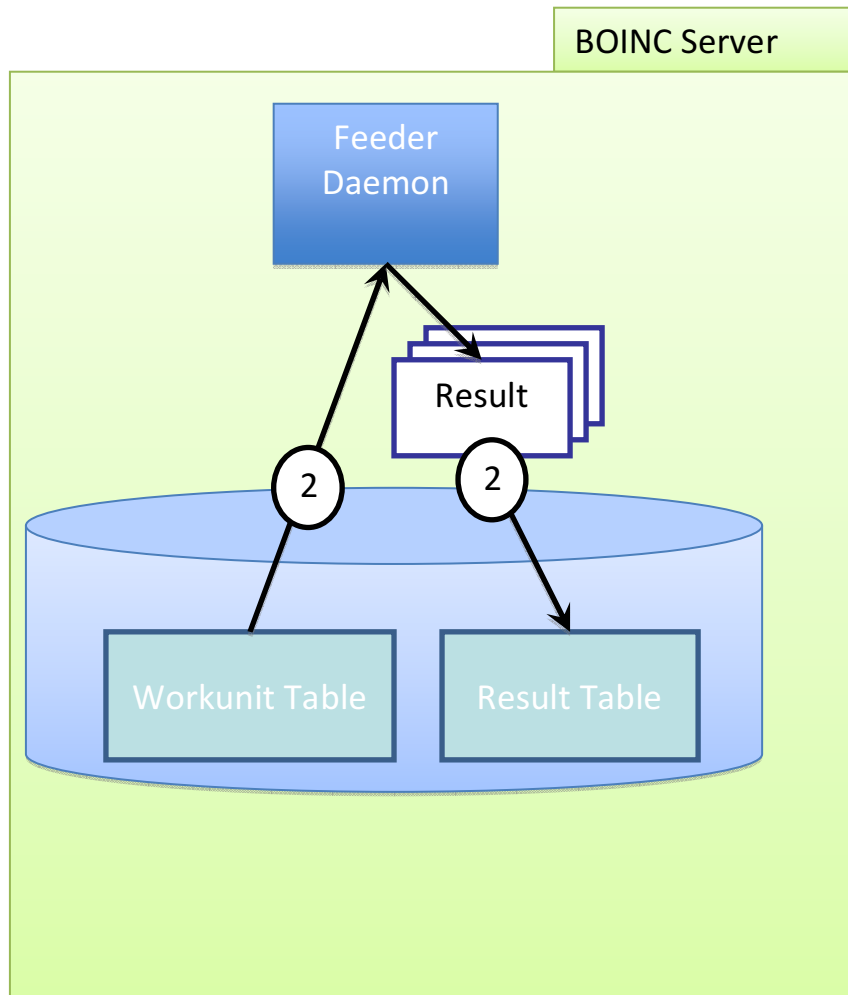 BOINC Server
Feeder
Daemon
Result
2
2
Workunit Table
Result Table